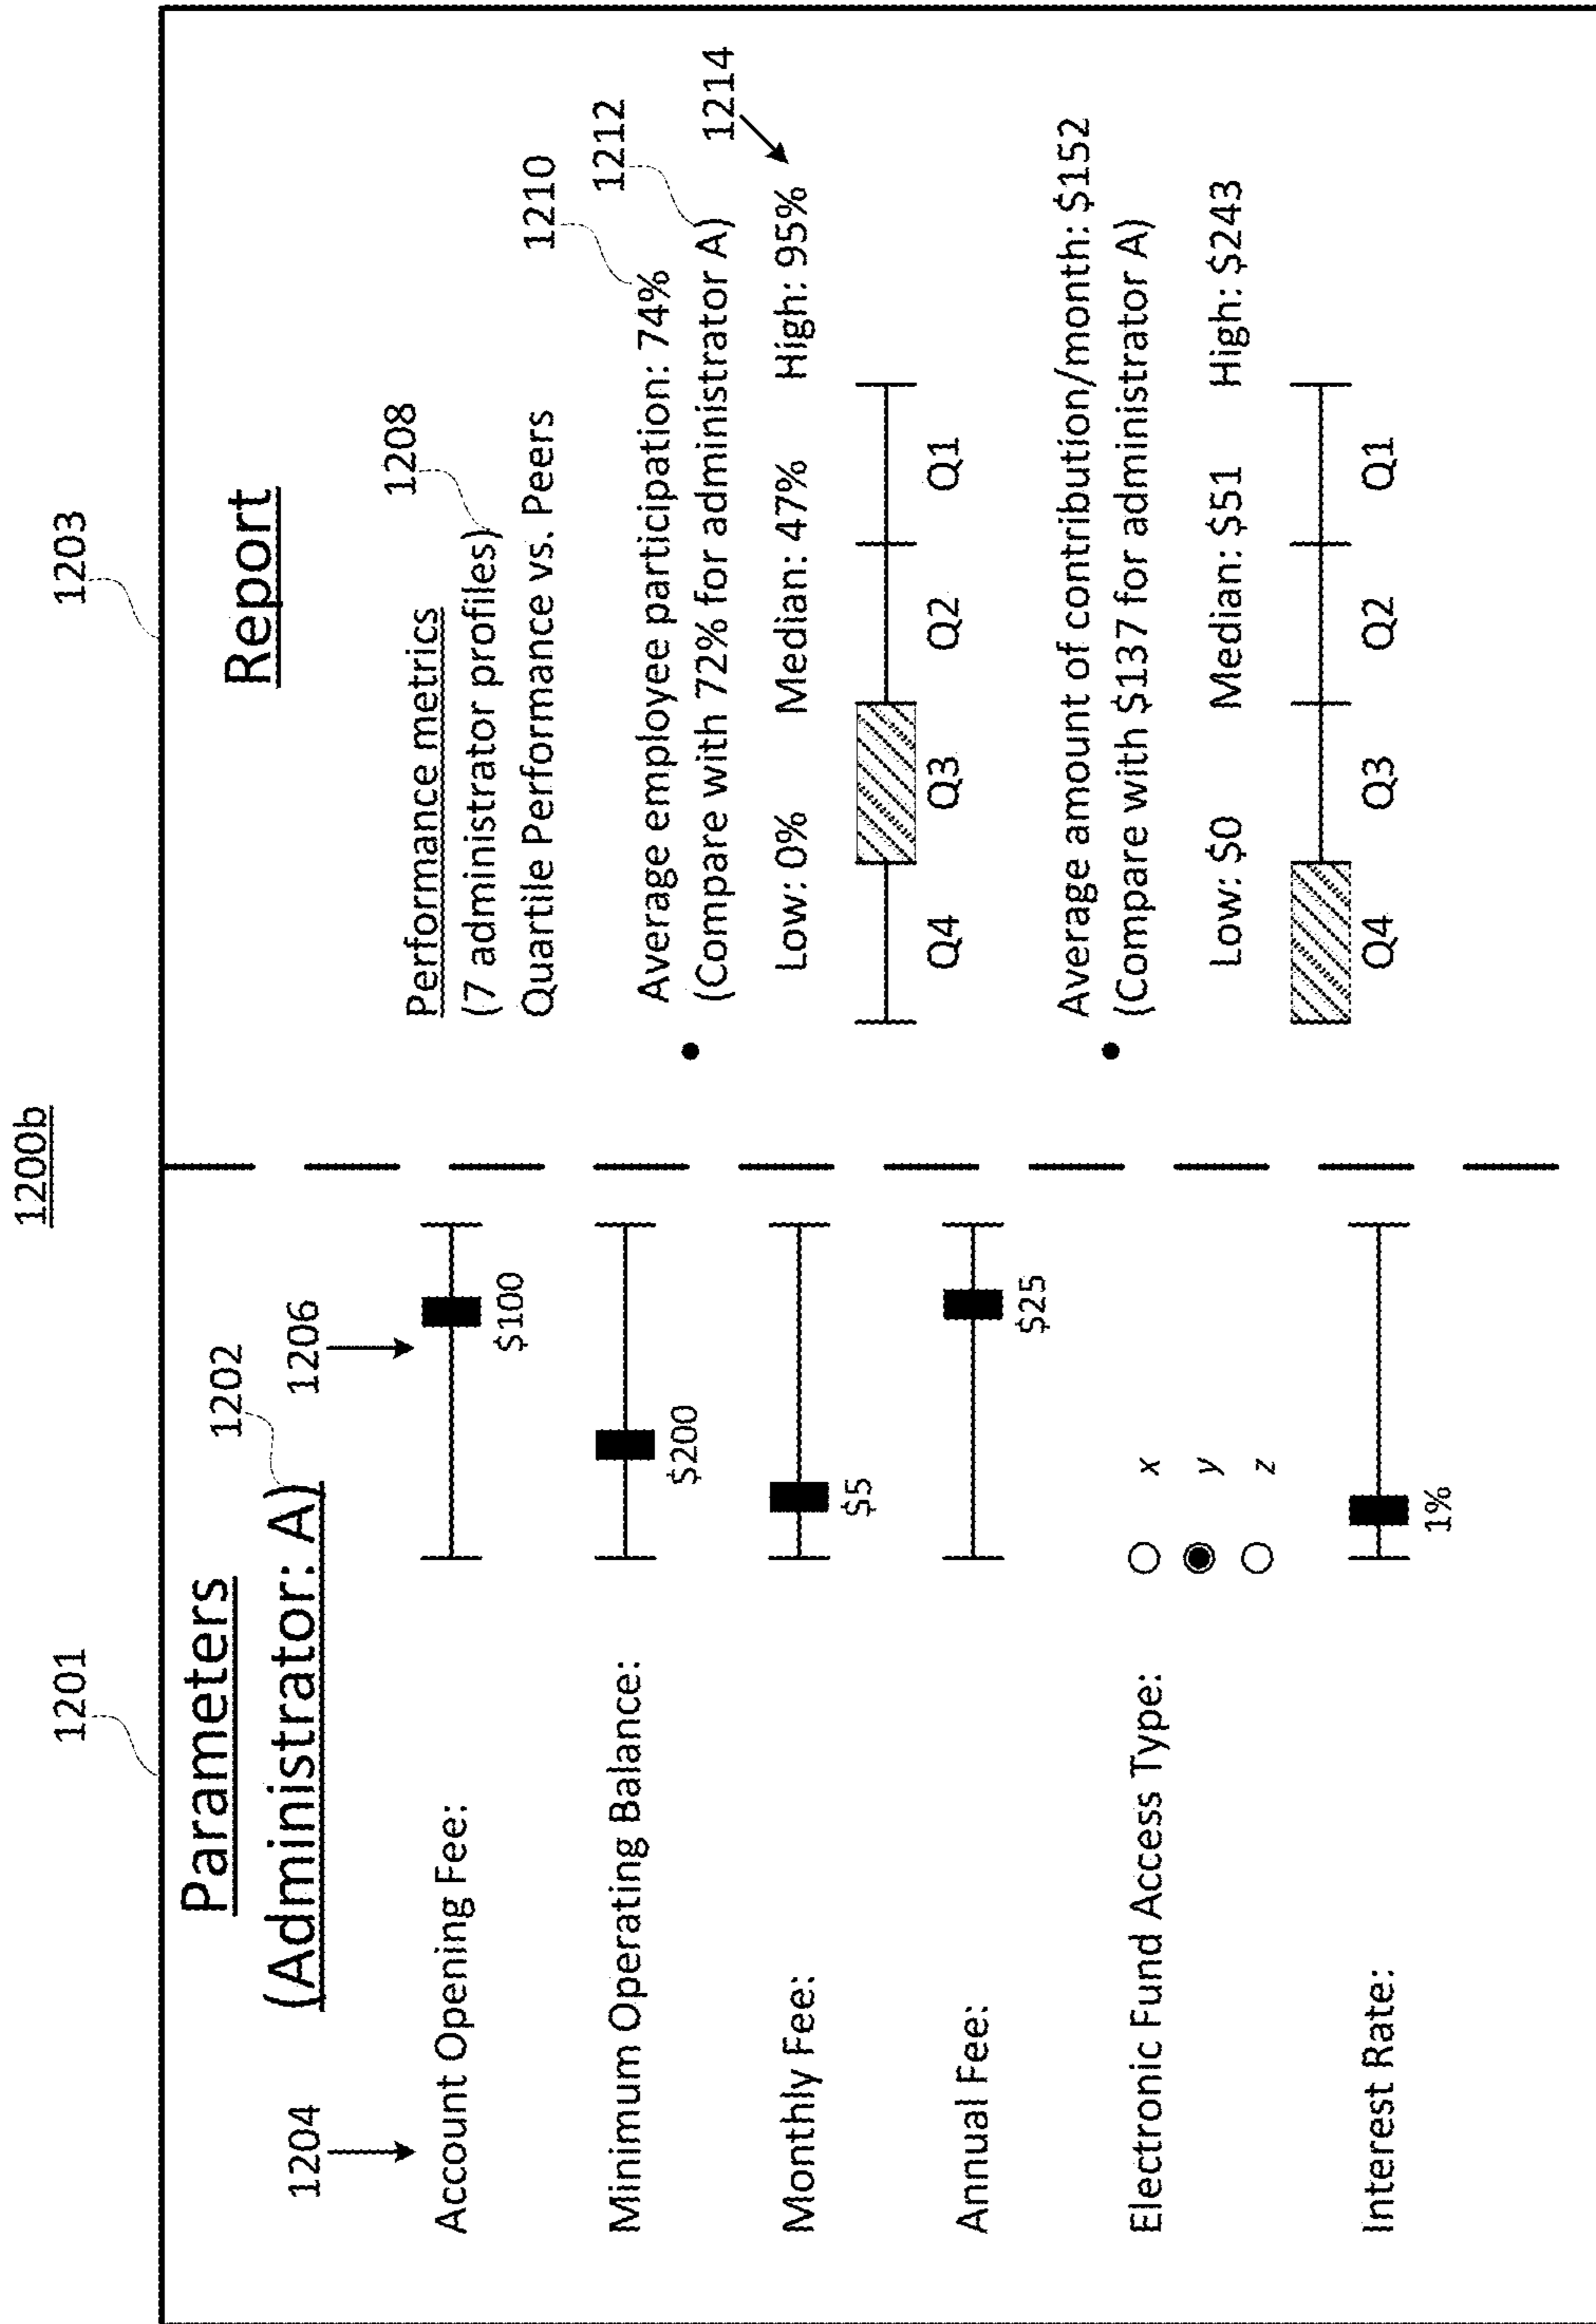 1200b
1201
1203
Parameters
(Administrator: A)
1202
1204
1206
Account Opening Fee:
$100
Minimum Operating Balance:
$200
Monthly Fee:
$5
Annual Fee:
$25
Electronic Fund Access Type:
x
y
z
Interest Rate:
1%
Report
1208
Performance metrics
(7 administrator profiles)
Quartile Performance vs. Peers
1210
1212
• Average employee participation: 74%
(Compare with 72% for administrator A)
1214
Low: 0% Median: 47% High: 95%
Q4 Q3 Q2 Q1
• Average amount of contribution/month: $152
(Compare with $137 for administrator A)
Low: $0 Median: $51 High: $243
Q4 Q3 Q2 Q1